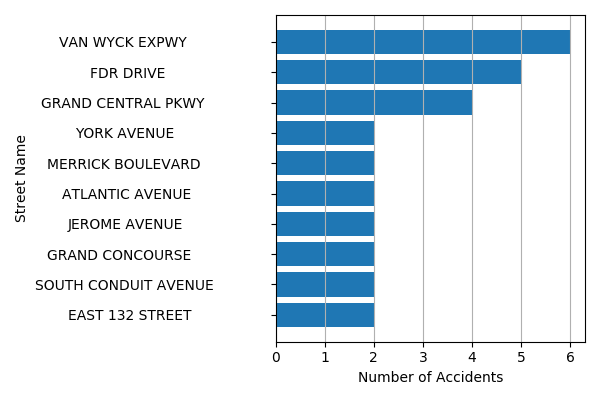 VAN WYCK EXPWY
FDR DRIVE
GRAND CENTRAL PKWY
YORK AVENUE
MERRICK BOULEVARD
ATLANTIC AVENUE
JEROME AVENUE
GRAND CONCOURSE
SOUTH CONDUIT AVENUE
EAST 132 STREET
Street Name
0 1 2 3 4 5 6
Number of Accidents